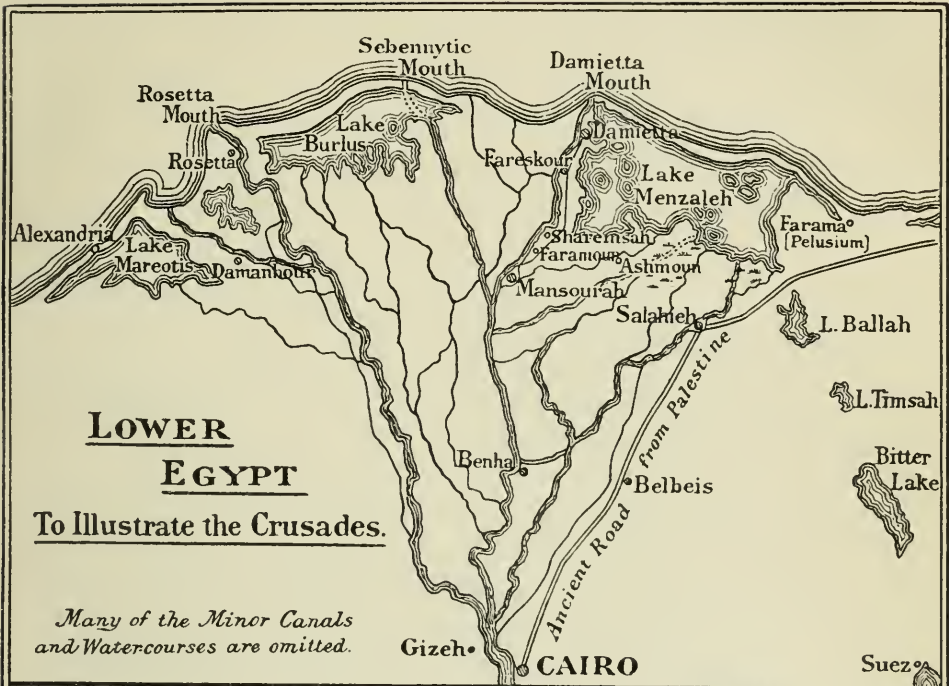 Sebennytic
Mouth
Damietta
Mouth
Rosetta
Mouth
Lake
Burlus
Damietta
Rosetta
Fareskour
Lake
Menzaleh
Alexandria
Lake
Mareotis
Damanhour
Sharemsah
Faramoun
Ashmoun
Farama
(Pelusium)
Mansourah
Salahieh
L. Ballah
L. Timsah
LOWER
EGYPT
To Illustrate the Crusades.
Benha
Belbeis
Bitter
Lake
Ancient Road from Palestine
Many of the Minor Canals
and Watercourses are omitted.
Gizeh
CAIRO
Suez